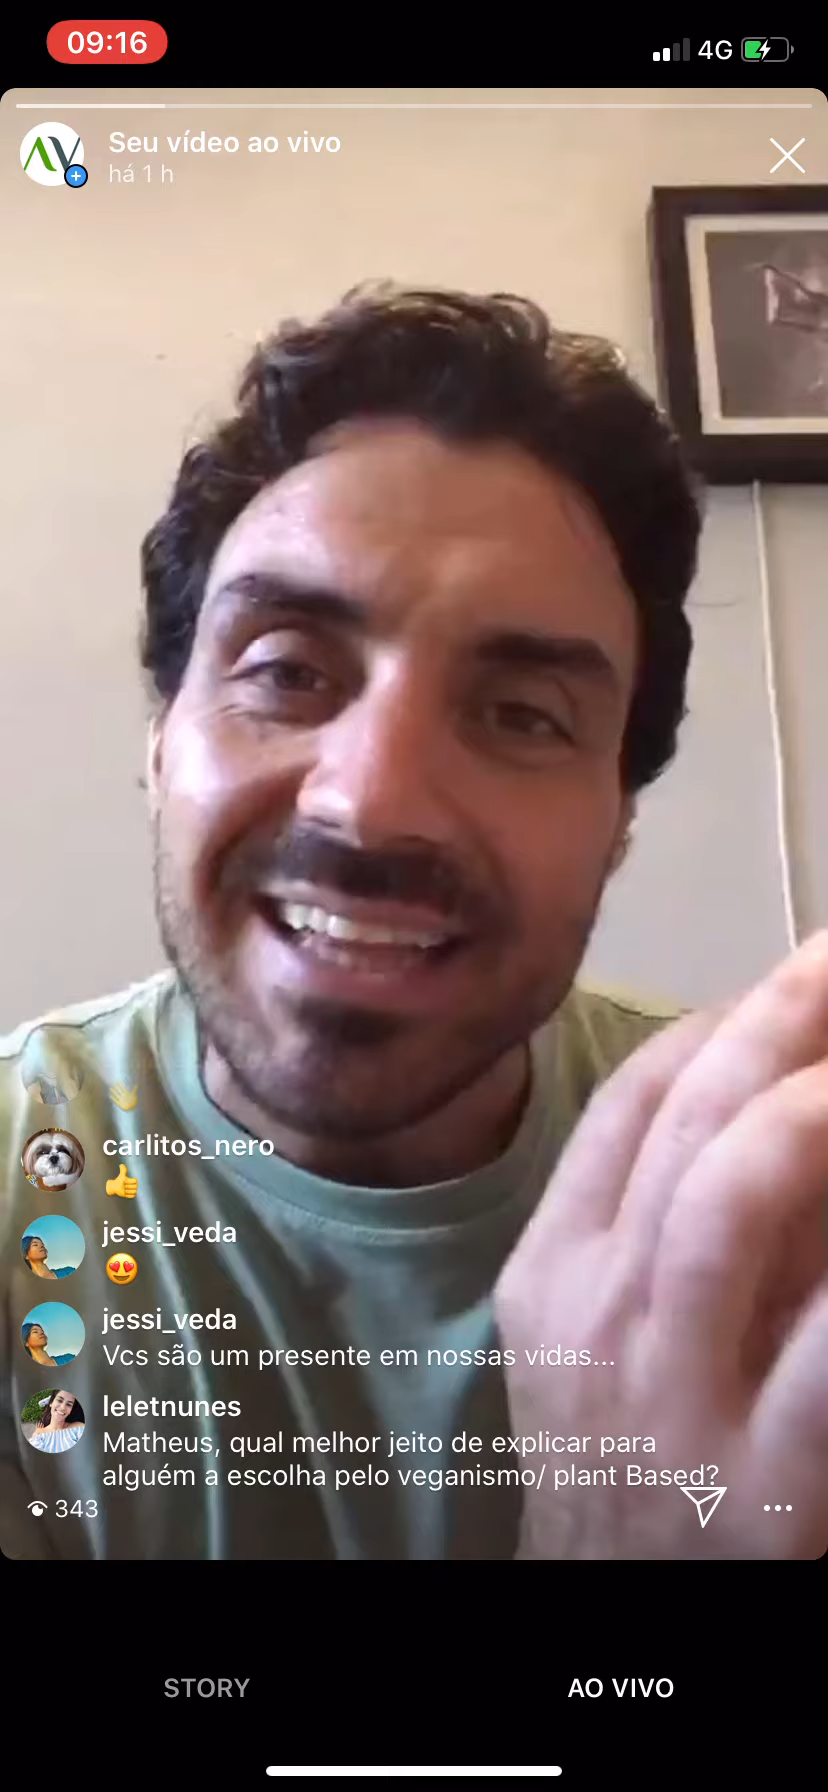 09:16
4G
Seu vídeo ao vivo
há 1 h
carlitos_nero
👍
jessi_veda
😍
jessi_veda
Vcs são um presente em nossas vidas...
leletnunes
Matheus, qual melhor jeito de explicar para
alguém a escolha pelo veganismo/ plant Based?
343
STORY
AO VIVO